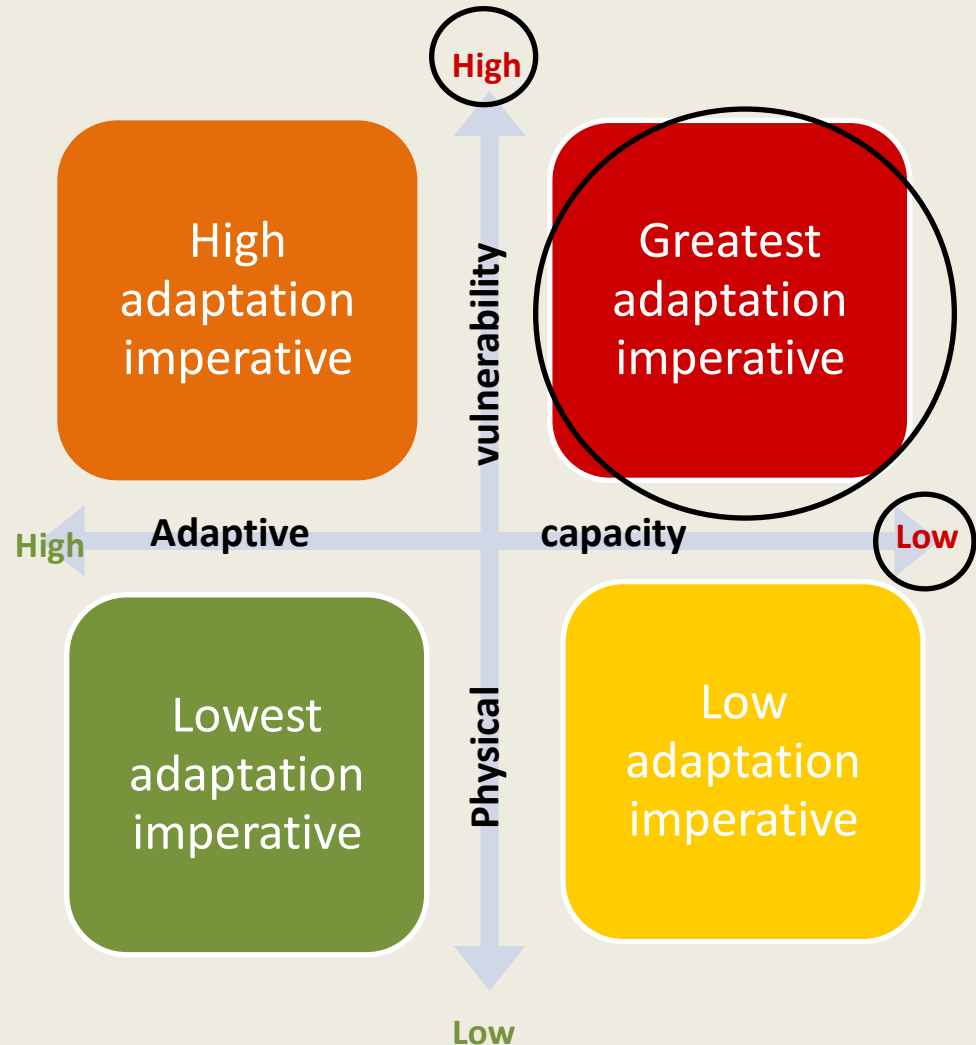 High
High
adaptation
imperative
Greatest
adaptation
imperative
Physical vulnerability
High
Adaptive capacity
Low
Lowest
adaptation
imperative
Low
adaptation
imperative
Low